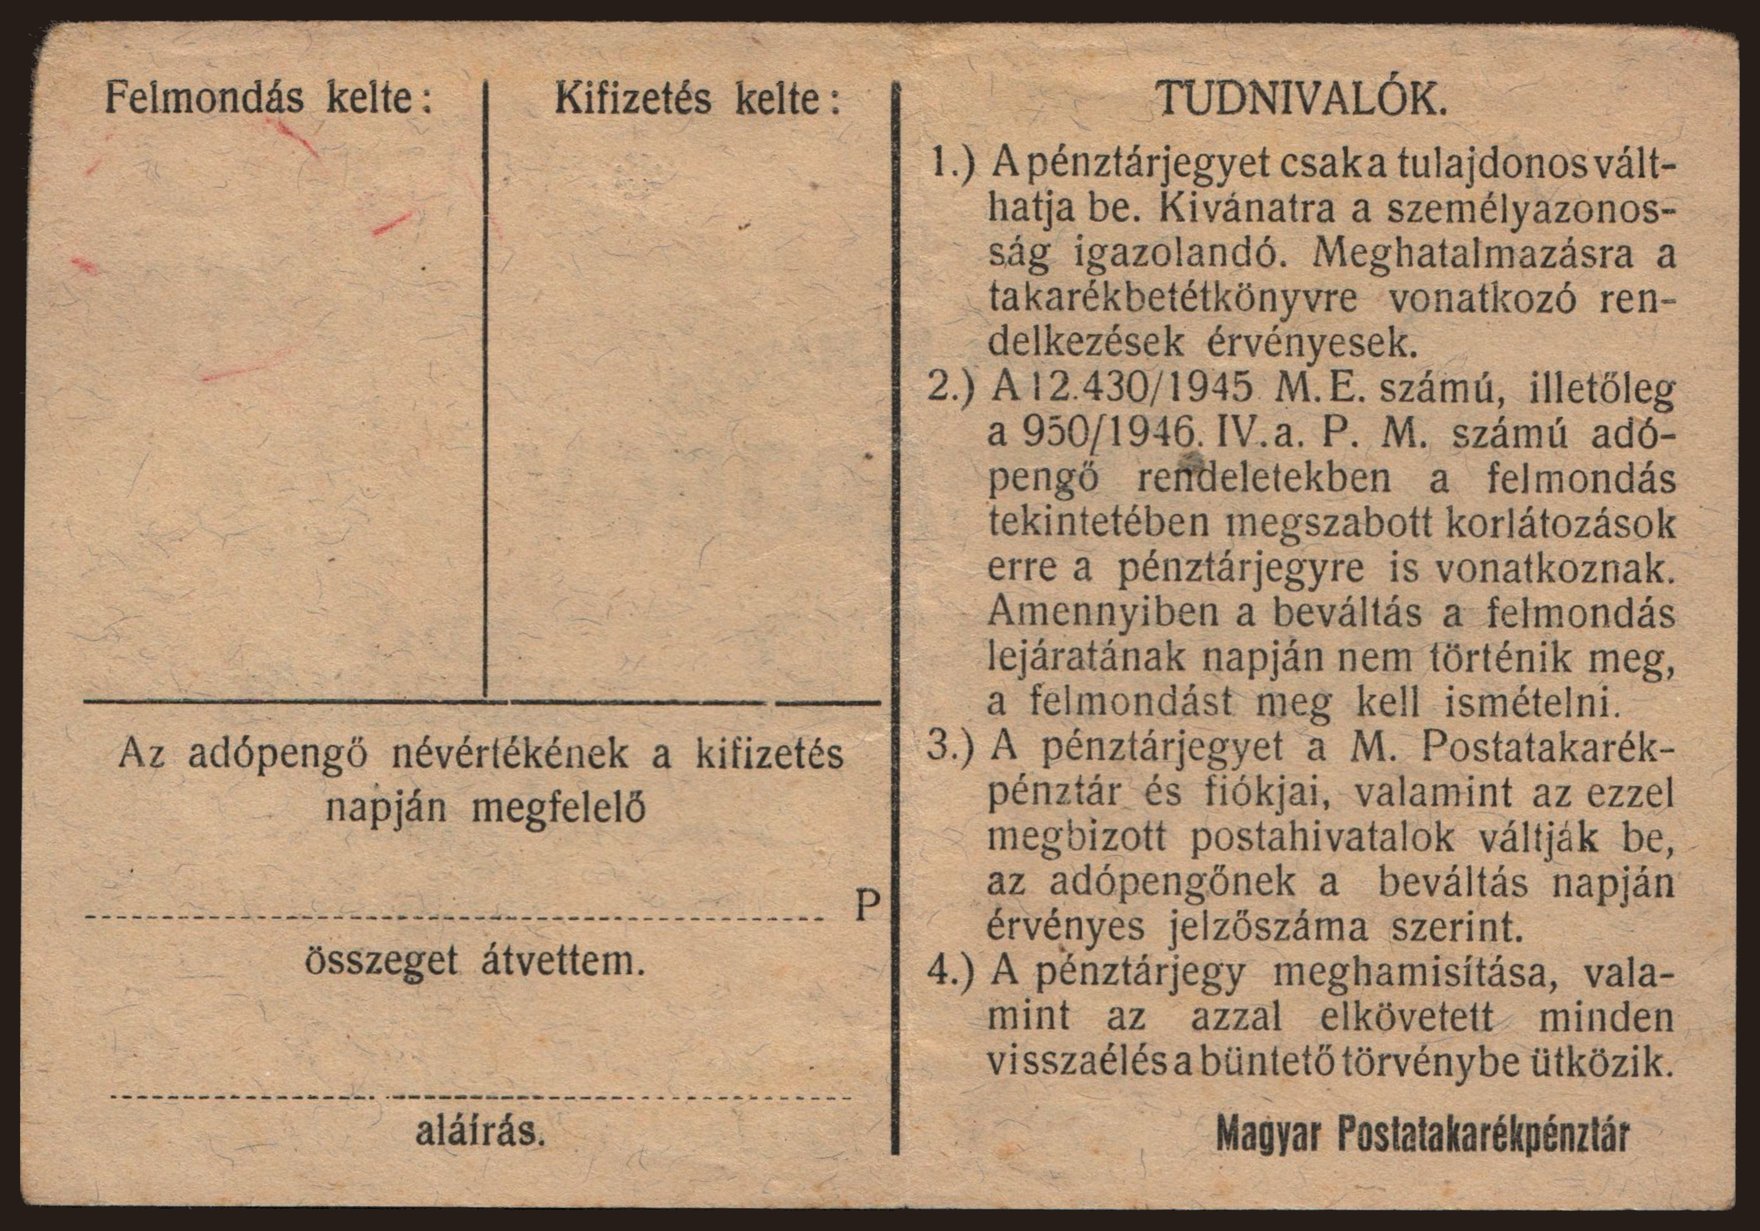 Felmondás kelte:
Kifizetés kelte:
Az adópengő névértékének a kifizetés
napján megfelelő
P
összeget átvettem.
aláírás.
TUDNIVALÓK.
1.) A pénztárjegyet csak a tulajdonos vált-
hatja be. Kivánatra a személyazonos-
ság igazolandó. Meghatalmazásra a
takarékbetétkönyvre vonatkozó ren-
delkezések érvényesek.
2.) A 12.430/1945 M. E. számú, illetőleg
a 950/1946. IV. a. P. M. számú adó-
pengő rendeletekben a felmondás
tekintetében megszabott korlátozások
erre a pénztárjegyre is vonatkoznak.
Amennyiben a beváltás a felmondás
lejáratának napján nem történik meg,
a felmondást meg kell ismételni.
3.) A pénztárjegyet a M. Postatakarék-
pénztár és fiókjai, valamint az ezzel
megbizott postahivatalok váltják be,
az adópengőnek a beváltás napján
érvényes jelzőszáma szerint.
4.) A pénztárjegy meghamisítása, vala-
mint az azzal elkövetett minden
visszaélés a büntető törvénybe ütközik.
Magyar Postatakarékpénztár